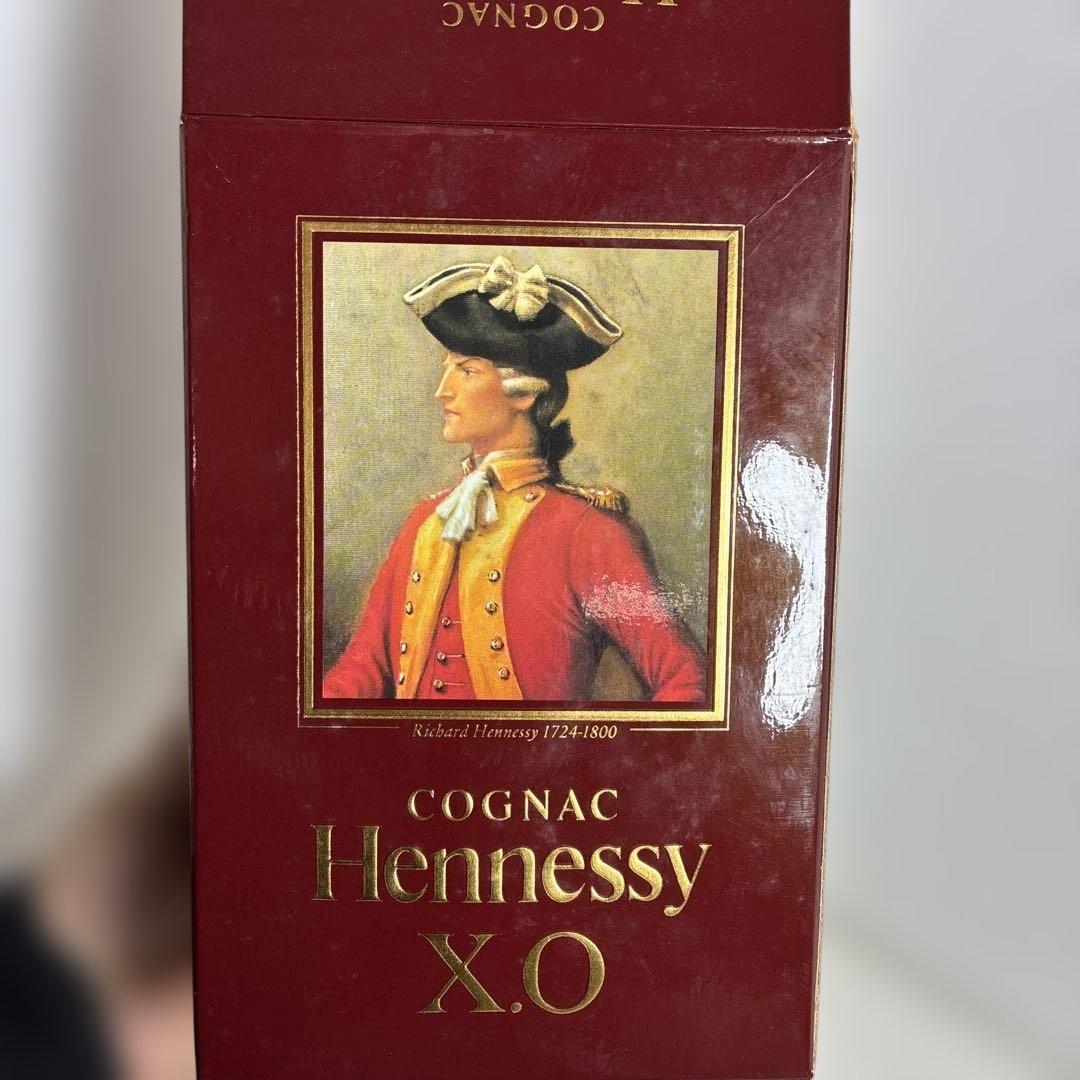 COGNAC
Richard Hennessy 1724-1800
COGNAC
Hennessy
X.O